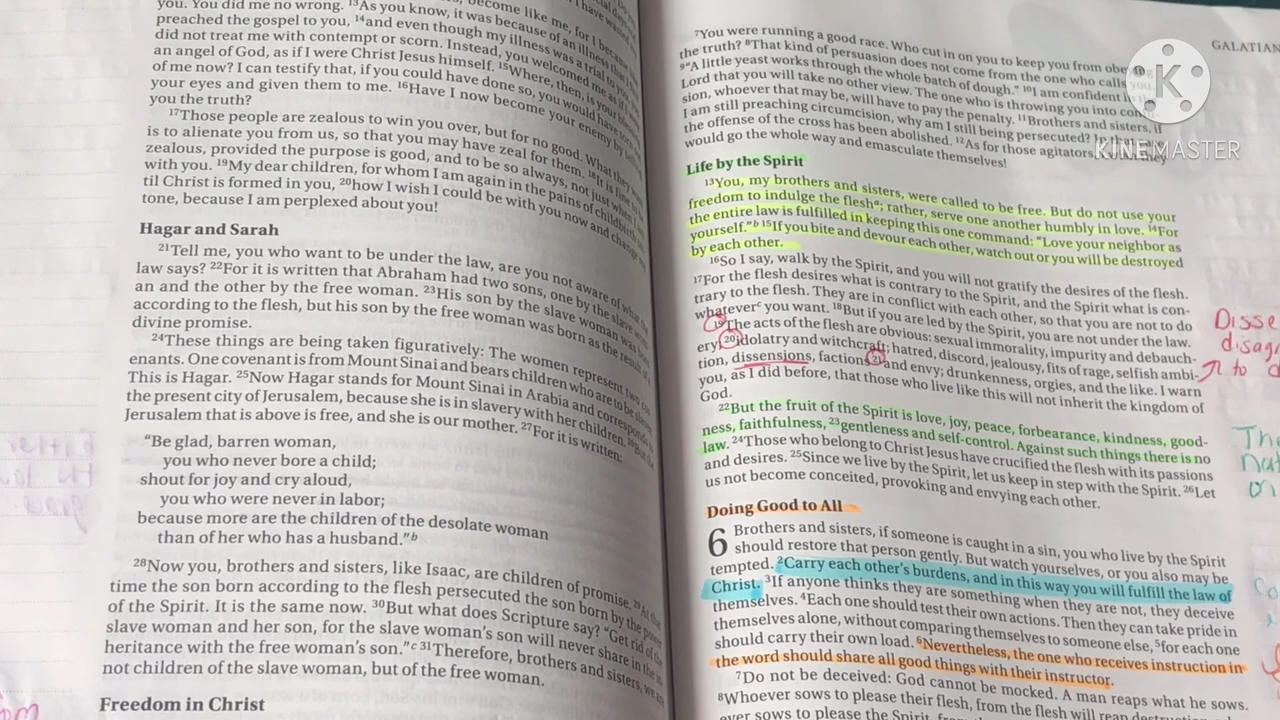 you. You did me no wrong. 13As you know, it was because of an illness that I
preached the gospel to you, 14and even though my illness was a trial to you,
did not treat me with contempt or scorn. Instead, you welcomed me as if I
an angel of God, as if I were Christ Jesus himself. 15Where, then, is your blessing
of me now? I can testify that, if you could have done so, you would have torn
your eyes and given them to me. 16Have I now become your enemy by
you the truth?
17Those people are zealous to win you over, but for no good. What they want
is to alienate you from us, so that you may have zeal for them. 18It is fine to
zealous, provided the purpose is good, and to be so always, not just when I
with you. 19My dear children, for whom I am again in the pains of childbirth
til Christ is formed in you, 20how I wish I could be with you now and change my
tone, because I am perplexed about you!
Hagar and Sarah
21Tell me, you who want to be under the law, are you not aware of what the
law says? 22For it is written that Abraham had two sons, one by the slave
an and the other by the free woman. 23His son by the slave woman was born
according to the flesh, but his son by the free woman was born as the result of a
divine promise.
24These things are being taken figuratively: The women represent two cov
enants. One covenant is from Mount Sinai and bears children who are to be slaves:
This is Hagar. 25Now Hagar stands for Mount Sinai in Arabia and corresponds to
the present city of Jerusalem, because she is in slavery with her children. 26But the
Jerusalem that is above is free, and she is our mother. 27For it is written:
“Be glad, barren woman,
you who never bore a child;
shout for joy and cry aloud,
you who were never in labor;
because more are the children of the desolate woman
than of her who has a husband.”b
28Now you, brothers and sisters, like Isaac, are children of promise. 29At that
time the son born according to the flesh persecuted the son born by the power
of the Spirit. It is the same now. 30But what does Scripture say? “Get rid of the
slave woman and her son, for the slave woman’s son will never share in the in
heritance with the free woman’s son.”c 31Therefore, brothers and sisters, we are
not children of the slave woman, but of the free woman.
Freedom in Christ
GALATIAN
7You were running a good race. Who cut in on you to keep you from obeying
the truth? 8That kind of persuasion does not come from the one who calls you.
9“A little yeast works through the whole batch of dough.” 10I am confident in the
Lord that you will take no other view. The one who is throwing you into confu
sion, whoever that may be, will have to pay the penalty. 11Brothers and sisters, if
I am still preaching circumcision, why am I still being persecuted? In that case
the offense of the cross has been abolished. 12As for those agitators, I wish they
would go the whole way and emasculate themselves!
Life by the Spirit
13You, my brothers and sisters, were called to be free. But do not use your
freedom to indulge the flesha; rather, serve one another humbly in love. 14For
the entire law is fulfilled in keeping this one command: “Love your neighbor as
yourself.”b 15If you bite and devour each other, watch out or you will be destroyed
by each other.
16So I say, walk by the Spirit, and you will not gratify the desires of the flesh.
17For the flesh desires what is contrary to the Spirit, and the Spirit what is con-
trary to the flesh. They are in conflict with each other, so that you are not to do
whateverc you want. 18But if you are led by the Spirit, you are not under the law.
19The acts of the flesh are obvious: sexual immorality, impurity and debauch-
ery; 20idolatry and witchcraft; hatred, discord, jealousy, fits of rage, selfish ambi-
tion, dissensions, factions 21and envy; drunkenness, orgies, and the like. I warn
you, as I did before, that those who live like this will not inherit the kingdom of
God.
22But the fruit of the Spirit is love, joy, peace, forbearance, kindness, good-
ness, faithfulness, 23gentleness and self-control. Against such things there is no
law. 24Those who belong to Christ Jesus have crucified the flesh with its passions
and desires. 25Since we live by the Spirit, let us keep in step with the Spirit. 26Let
us not become conceited, provoking and envying each other.
Doing Good to All
6 Brothers and sisters, if someone is caught in a sin, you who live by the Spirit
should restore that person gently. But watch yourselves, or you also may be
tempted. 2Carry each other’s burdens, and in this way you will fulfill the law of
Christ. 3If anyone thinks they are something when they are not, they deceive
themselves. 4Each one should test their own actions. Then they can take pride in
themselves alone, without comparing themselves to someone else, 5for each one
should carry their own load. 6Nevertheless, the one who receives instruction in
the word should share all good things with their instructor.
7Do not be deceived: God cannot be mocked. A man reaps what he sows.
8Whoever sows to please their flesh, from the flesh will reap
ever sows to please the Spirit, from
Disse
disag
to d
Th
nat
on
K
KINEMASTER